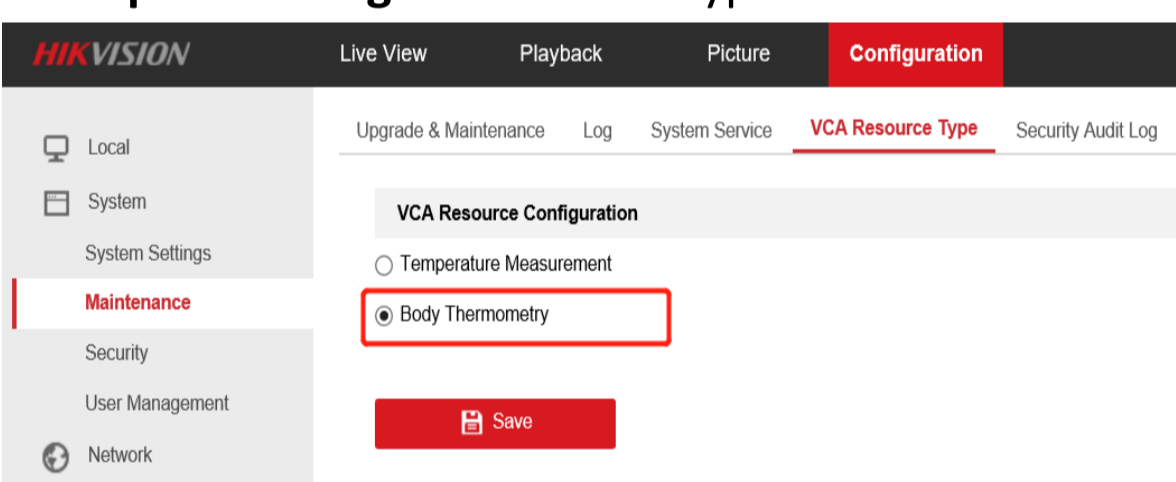 HIKVISION
Live View Playback Picture Configuration
Upgrade & Maintenance Log System Service VCA Resource Type Security Audit Log
Local
System
System Settings
Maintenance
Security
User Management
Network
VCA Resource Configuration
Temperature Measurement
Body Thermometry
Save